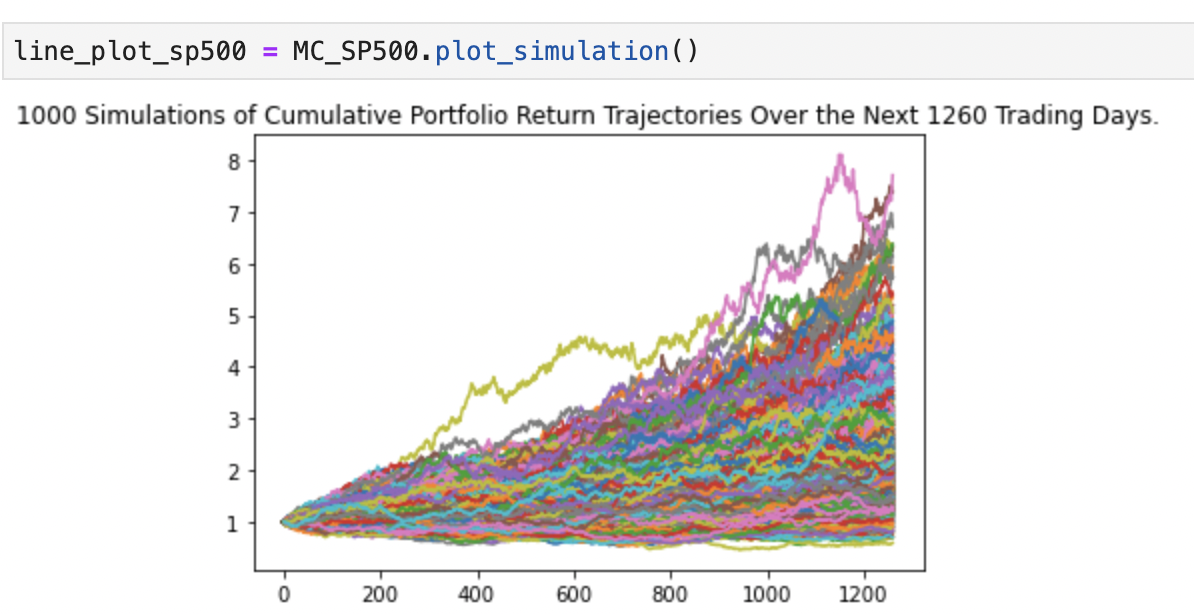 line_plot_sp500 = MC_SP500.plot_simulation()
1000 Simulations of Cumulative Portfolio Return Trajectories Over the Next 1260 Trading Days.
8
7
6
5
4
3
2
1
0 200 400 600 800 1000 1200